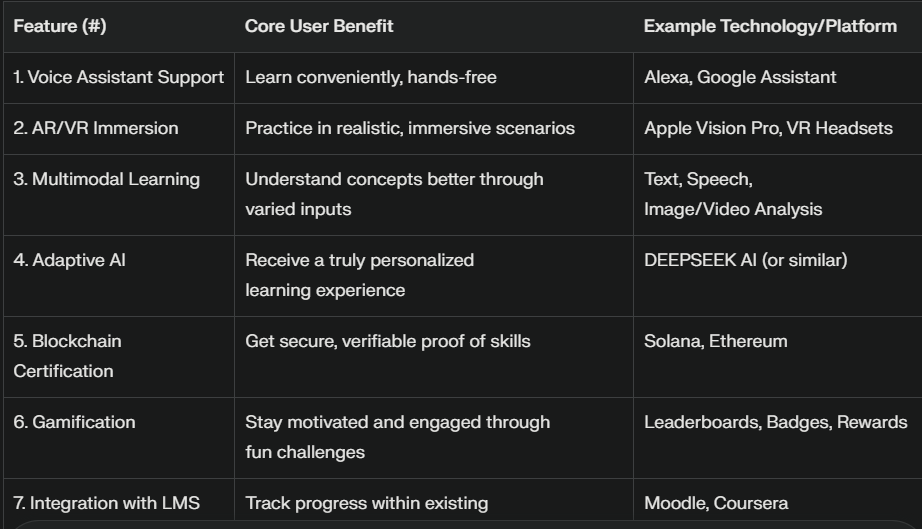 Feature (#) Core User Benefit Example Technology/Platform
1. Voice Assistant Support Learn conveniently, hands-free Alexa, Google Assistant
2. AR/VR Immersion Practice in realistic, immersive scenarios Apple Vision Pro, VR Headsets
3. Multimodal Learning Understand concepts better through Text, Speech,
varied inputs Image/Video Analysis
4. Adaptive AI Receive a truly personalized DEEPSEEK AI (or similar)
learning experience
5. Blockchain Get secure, verifiable proof of skills Solana, Ethereum
Certification
6. Gamification Stay motivated and engaged through Leaderboards, Badges, Rewards
fun challenges
7. Integration with LMS Track progress within existing Moodle, Coursera